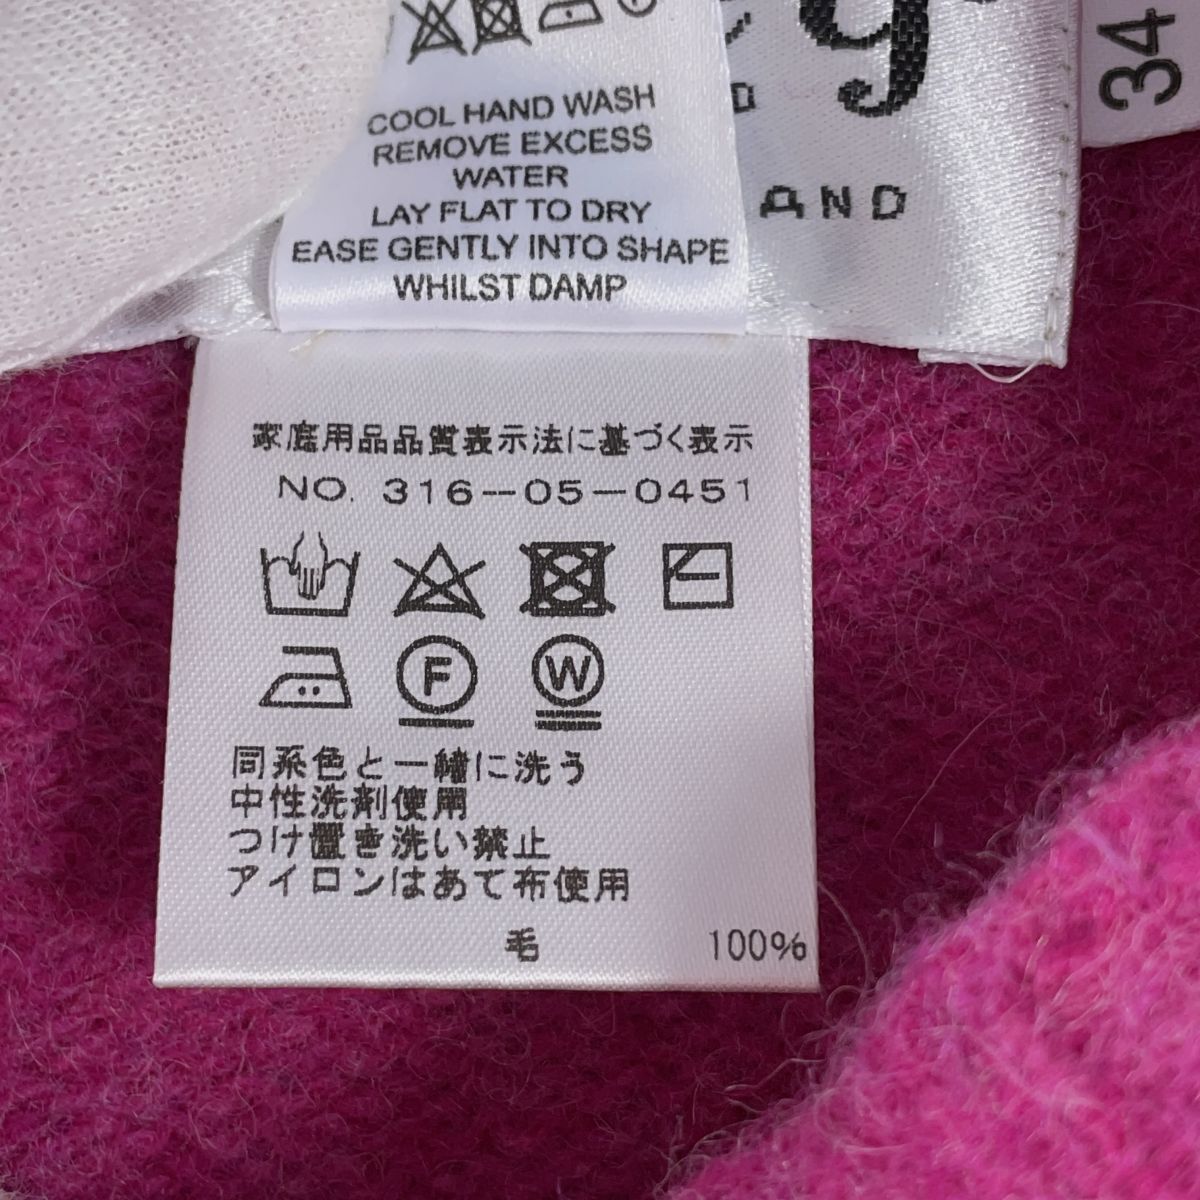 COOL HAND WASH
REMOVE EXCESS
WATER
LAY FLAT TO DRY
EASE GENTLY INTO SHAPE
WHILST DAMP
AND
34
家庭用品品質表示法に基づく表示
NO. 316-05-0451
F
W
同系色と一緒に洗う
中性洗剤使用
つけ置き洗い禁止
アイロンはあて布使用
毛 100%